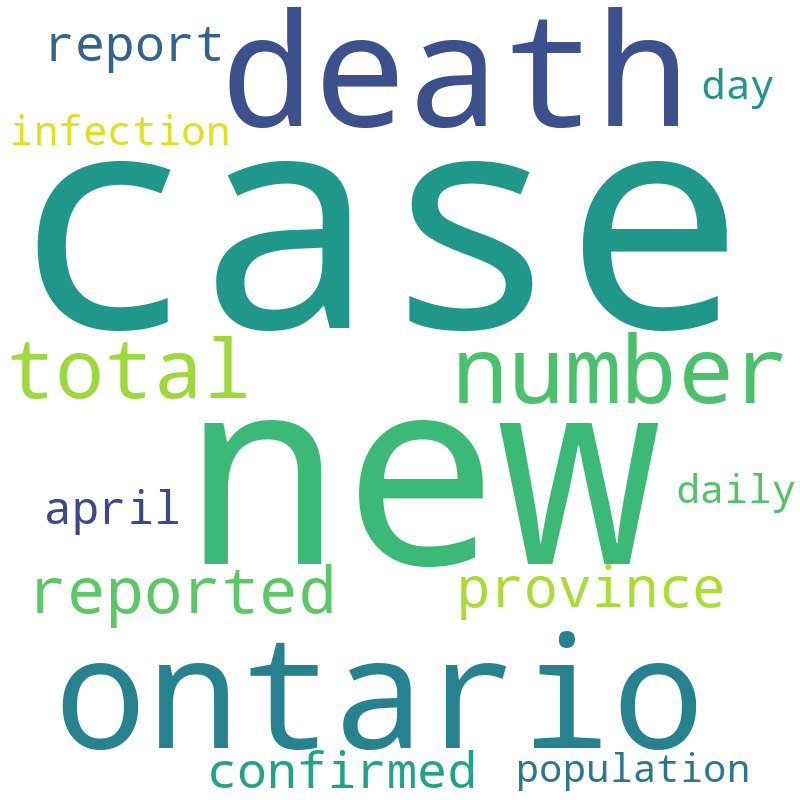 report
death
day
infection
case
total
number
new
april
daily
reported
province
ontario
confirmed
population